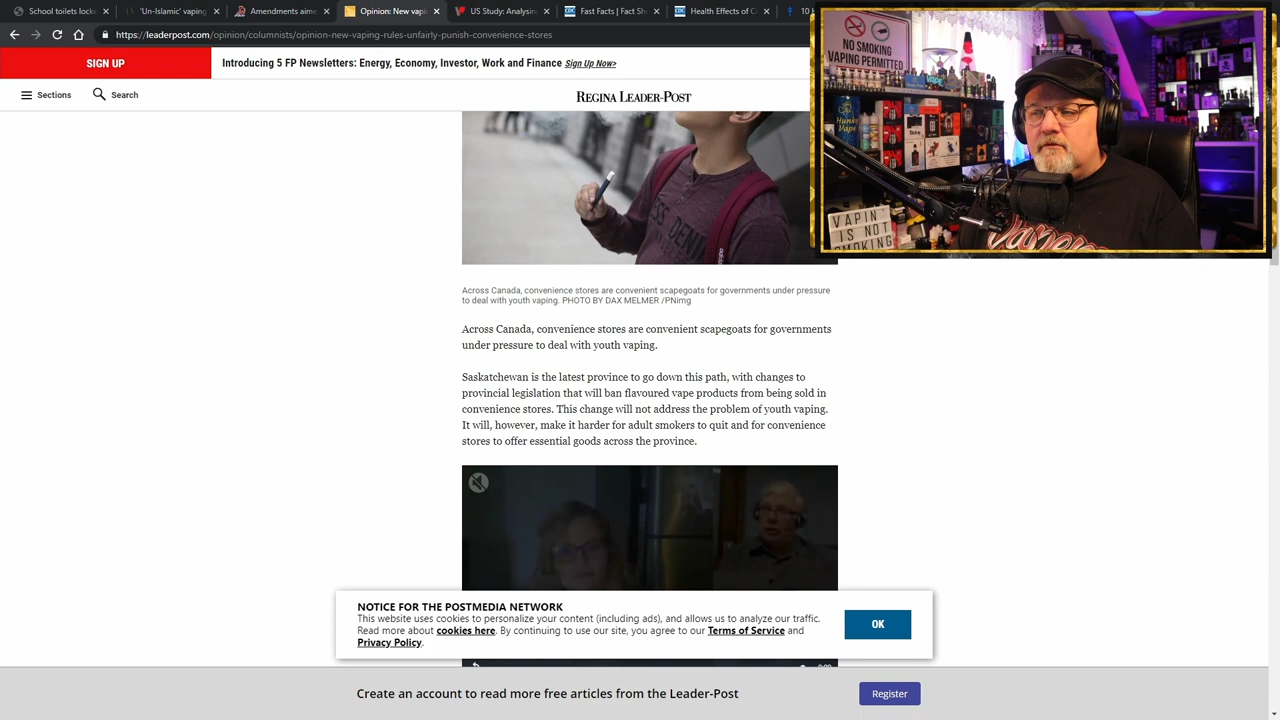 School toilets locke
'Un-Islamic' vaping
Amendments aime
Opinion: New vapi
US Study: Analysin
Fast Facts | Fact Sh
Health Effects of C
10
https://leaderpost.com/opinion/columnists/opinion-new-vaping-rules-unfairly-punish-convenience-stores
SIGN UP
Introducing 5 FP Newsletters: Energy, Economy, Investor, Work and Finance Sign Up Now>
Sections
Search
REGINA LEADER-POST
NO SMOKING
VAPING PERMITTED
VAPE
VAPIN
IS NOT
SMOKING
Across Canada, convenience stores are convenient scapegoats for governments under pressure
to deal with youth vaping. PHOTO BY DAX MELMER /PNimg
Across Canada, convenience stores are convenient scapegoats for governments
under pressure to deal with youth vaping.
Saskatchewan is the latest province to go down this path, with changes to
provincial legislation that will ban flavoured vape products from being sold in
convenience stores. This change will not address the problem of youth vaping.
It will, however, make it harder for adult smokers to quit and for convenience
stores to offer essential goods across the province.
NOTICE FOR THE POSTMEDIA NETWORK
This website uses cookies to personalize your content (including ads), and allows us to analyze our traffic.
Read more about cookies here. By continuing to use our site, you agree to our Terms of Service and
Privacy Policy.
OK
Create an account to read more free articles from the Leader-Post
Register